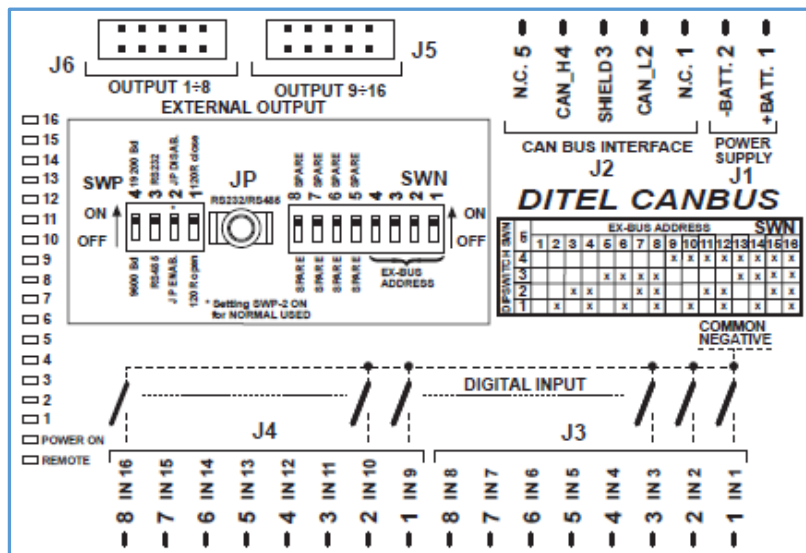 J6
OUTPUT 1÷8
OUTPUT 9÷16
J5
EXTERNAL OUTPUT
N.C. 5
CAN_H 4
SHIELD 3
CAN_L 2
N.C. 1
-BATT. 2
+BATT. 1
CAN BUS INTERFACE
J2
POWER
SUPPLY
J1
DITEL CANBUS
16
15
14
13
12
11
10
9
8
7
6
5
4
3
2
1
POWER ON
REMOTE
SWP
ON
OFF
4 19200 Bd
3 RS232
2 JP DISAB.
1 120R close
*
9600 Bd
RS485
JP ENAB.
120 R open
JP
RS232/RS485
8 SPARE
7 SPARE
6 SPARE
5 SPARE
4
3
2
1
SWN
ON
OFF
SPARE
SPARE
SPARE
SPARE
EX-BUS
ADDRESS
* Setting SWP-2 ON
for NORMAL USED
EX-BUS ADDRESS SWN
1 2 3 4 5 6 7 8 9 10 11 12 13 14 15 16
DIPSWITCH SWN
4 x x x x x x x x
3 x x x x x x x x
2 x x x x x x x x
1 x x x x x x x x
COMMON
NEGATIVE
DIGITAL INPUT
J4
J3
8 IN 16
7 IN 15
6 IN 14
5 IN 13
4 IN 12
3 IN 11
2 IN 10
1 IN 9
8 IN 8
7 IN 7
6 IN 6
5 IN 5
4 IN 4
3 IN 3
2 IN 2
1 IN 1